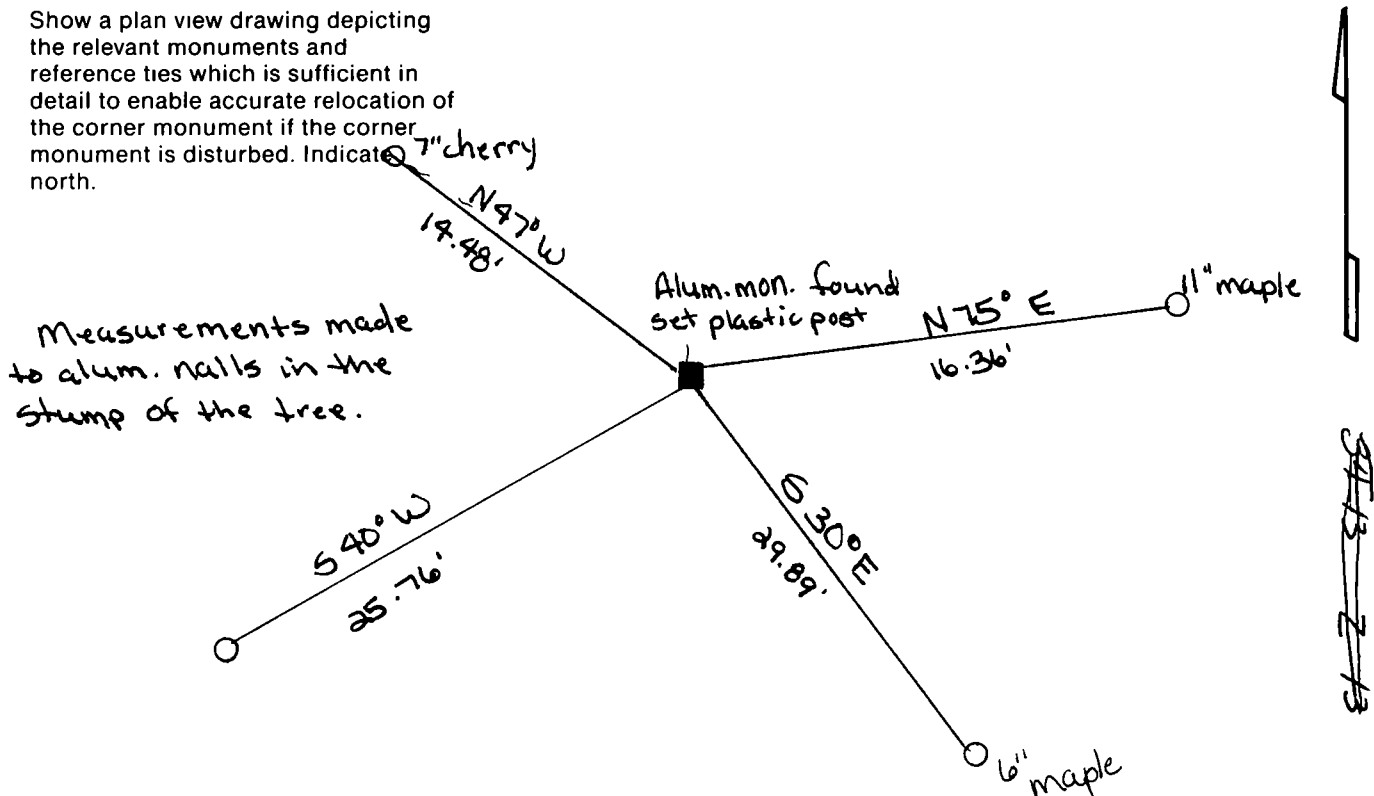 Show a plan view drawing depicting
the relevant monuments and
reference ties which is sufficient in
detail to enable accurate relocation of
the corner monument if the corner
monument is disturbed. Indicate
north.
7" cherry
N47°W
14.48'
Alum. mon. found
set plastic post
N 75° E
16.36'
11" maple
Measurements made
to alum. nails in the
stump of the tree.
S 40° W
25.76'
S 30° E
29.89'
6" maple